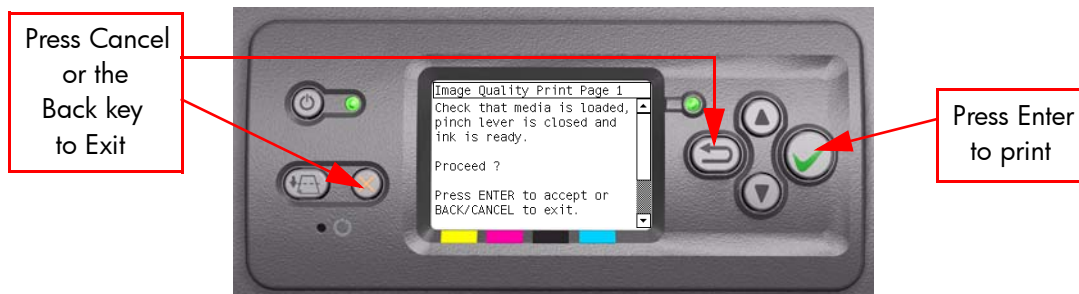 Press Cancel
or the
Back key
to Exit
Image Quality Print Page 1
Check that media is loaded,
pinch lever is closed and
ink is ready.
Proceed ?
Press ENTER to accept or
BACK/CANCEL to exit.
Press Enter
to print